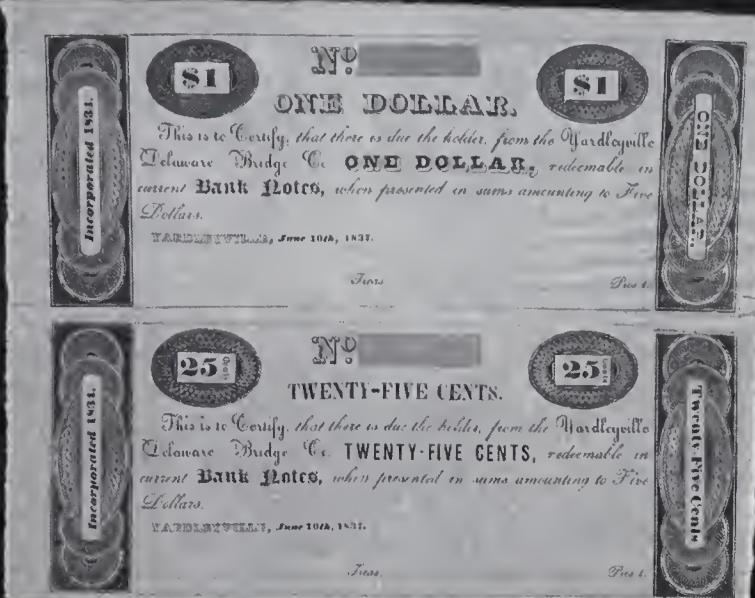 Incorporated 1834.
$1
No
$1
ONE DOLLAR.
ONE DOLLAR.
This is to Certify, that there is due the holder, from the Yardleyville
Delaware Bridge Co. ONE DOLLAR, redeemable in
current Bank Notes, when presented in sums amounting to Five
Dollars.
YARDLEYVILLE, June 10th, 1837.
Treas.
Pres t.
Incorporated 1834.
25 Cents
No
25 Cents
Twenty-Five Cents
TWENTY-FIVE CENTS.
This is to Certify, that there is due the holder, from the Yardleyville
Delaware Bridge Co. TWENTY-FIVE CENTS, redeemable in
current Bank Notes, when presented in sums amounting to Five
Dollars.
YARDLEYVILLE, June 10th, 1837.
Treas.
Pres t.